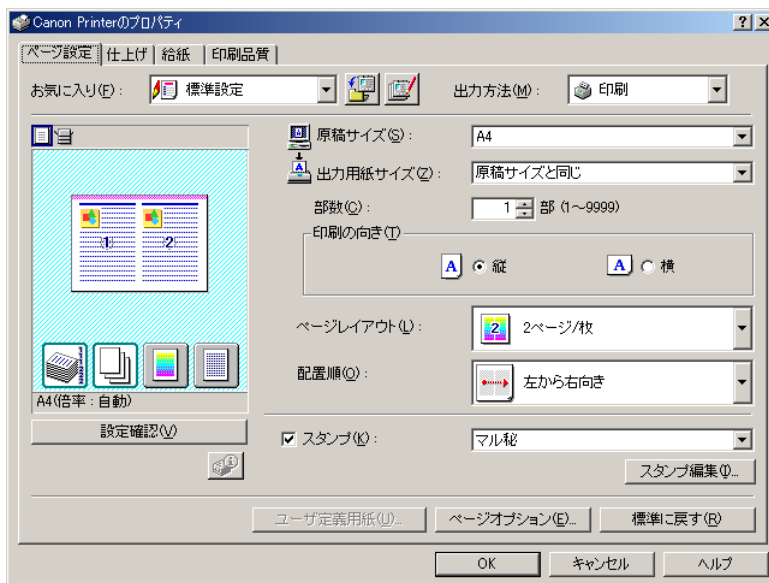 Canon Printerのプロパティ
ページ設定 仕上げ 給紙 印刷品質
お気に入り(F): 標準設定 出力方法(M): 印刷
原稿サイズ(S): A4
出力用紙サイズ(Z): 原稿サイズと同じ
部数(C): 1 部 (1~9999)
印刷の向き(T)
A 縦 A 横
ページレイアウト(L): 2 2ページ/枚
配置順(O): 左から右向き
(1) (2)
A4(倍率:自動)
設定確認(V)
スタンプ(K): マル秘
スタンプ編集(I)...
ユーザ定義用紙(U)... ページオプション(E)... 標準に戻す(R)
OK キャンセル ヘルプ